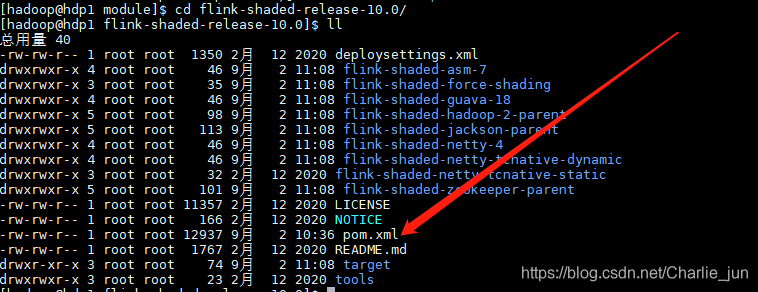 [hadoop@hdp1 module]$ cd flink-shaded-release-10.0/
[hadoop@hdp1 flink-shaded-release-10.0]$ ll
总用量 40
-rw-rw-r-- 1 root root 1350 2月 12 2020 deploysettings.xml
drwxrwxr-x 4 root root 46 9月 2 11:08 flink-shaded-asm-7
drwxrwxr-x 3 root root 35 9月 2 11:08 flink-shaded-force-shading
drwxrwxr-x 4 root root 46 9月 2 11:08 flink-shaded-guava-18
drwxrwxr-x 5 root root 98 9月 2 11:08 flink-shaded-hadoop-2-parent
drwxrwxr-x 5 root root 113 9月 2 11:08 flink-shaded-jackson-parent
drwxrwxr-x 4 root root 46 9月 2 11:08 flink-shaded-netty-4
drwxrwxr-x 4 root root 46 9月 2 11:08 flink-shaded-netty-tcnative-dynamic
drwxrwxr-x 3 root root 32 2月 12 2020 flink-shaded-netty-tcnative-static
drwxrwxr-x 5 root root 101 9月 2 11:08 flink-shaded-zookeeper-parent
-rw-rw-r-- 1 root root 11357 2月 12 2020 LICENSE
-rw-rw-r-- 1 root root 166 2月 12 2020 NOTICE
-rw-rw-r-- 1 root root 12937 9月 2 10:36 pom.xml
-rw-rw-r-- 1 root root 1767 2月 12 2020 README.md
drwxr-xr-x 3 root root 74 9月 2 11:08 target
drwxrwxr-x 3 root root 23 2月 12 2020 tools
https://blog.csdn.net/Charlie_jun